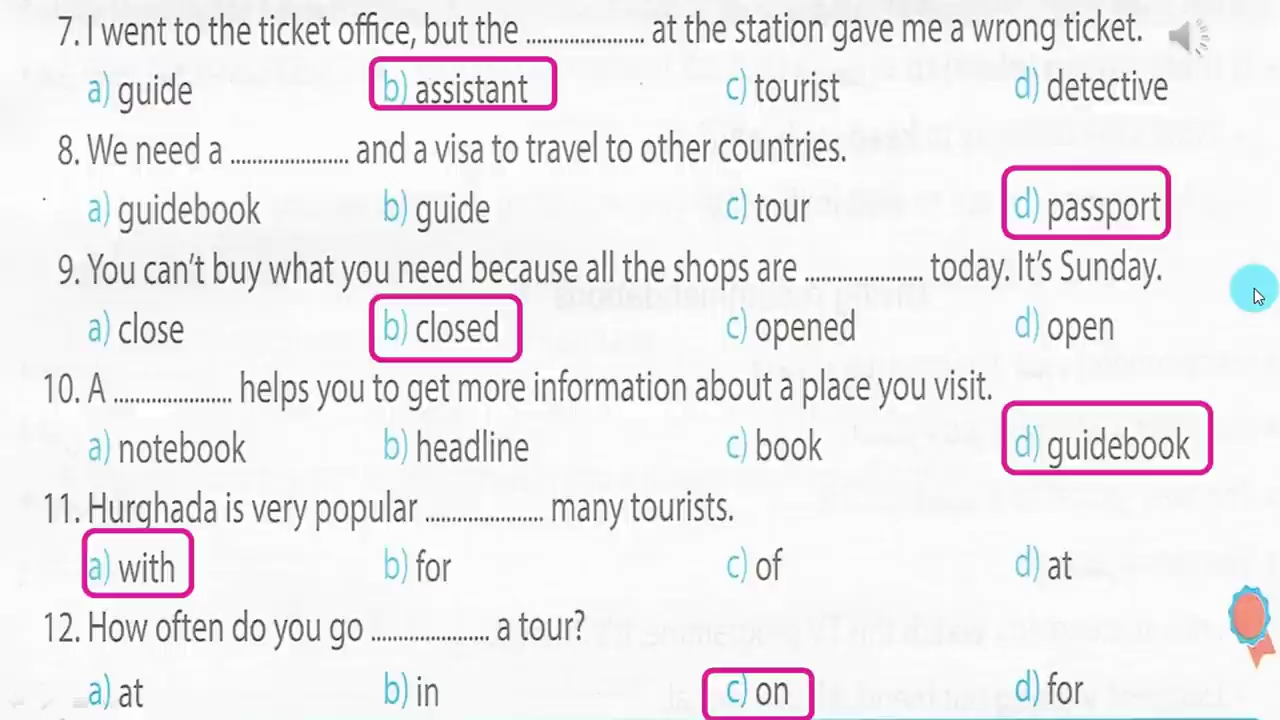 7. I went to the ticket office, but the .................... at the station gave me a wrong ticket.
a) guide b) assistant c) tourist d) detective
8. We need a .................... and a visa to travel to other countries.
a) guidebook b) guide c) tour d) passport
9. You can't buy what you need because all the shops are .................... today. It's Sunday.
a) close b) closed c) opened d) open
10. A .................... helps you to get more information about a place you visit.
a) notebook b) headline c) book d) guidebook
11. Hurghada is very popular .................... many tourists.
a) with b) for c) of d) at
12. How often do you go .................... a tour?
a) at b) in c) on d) for